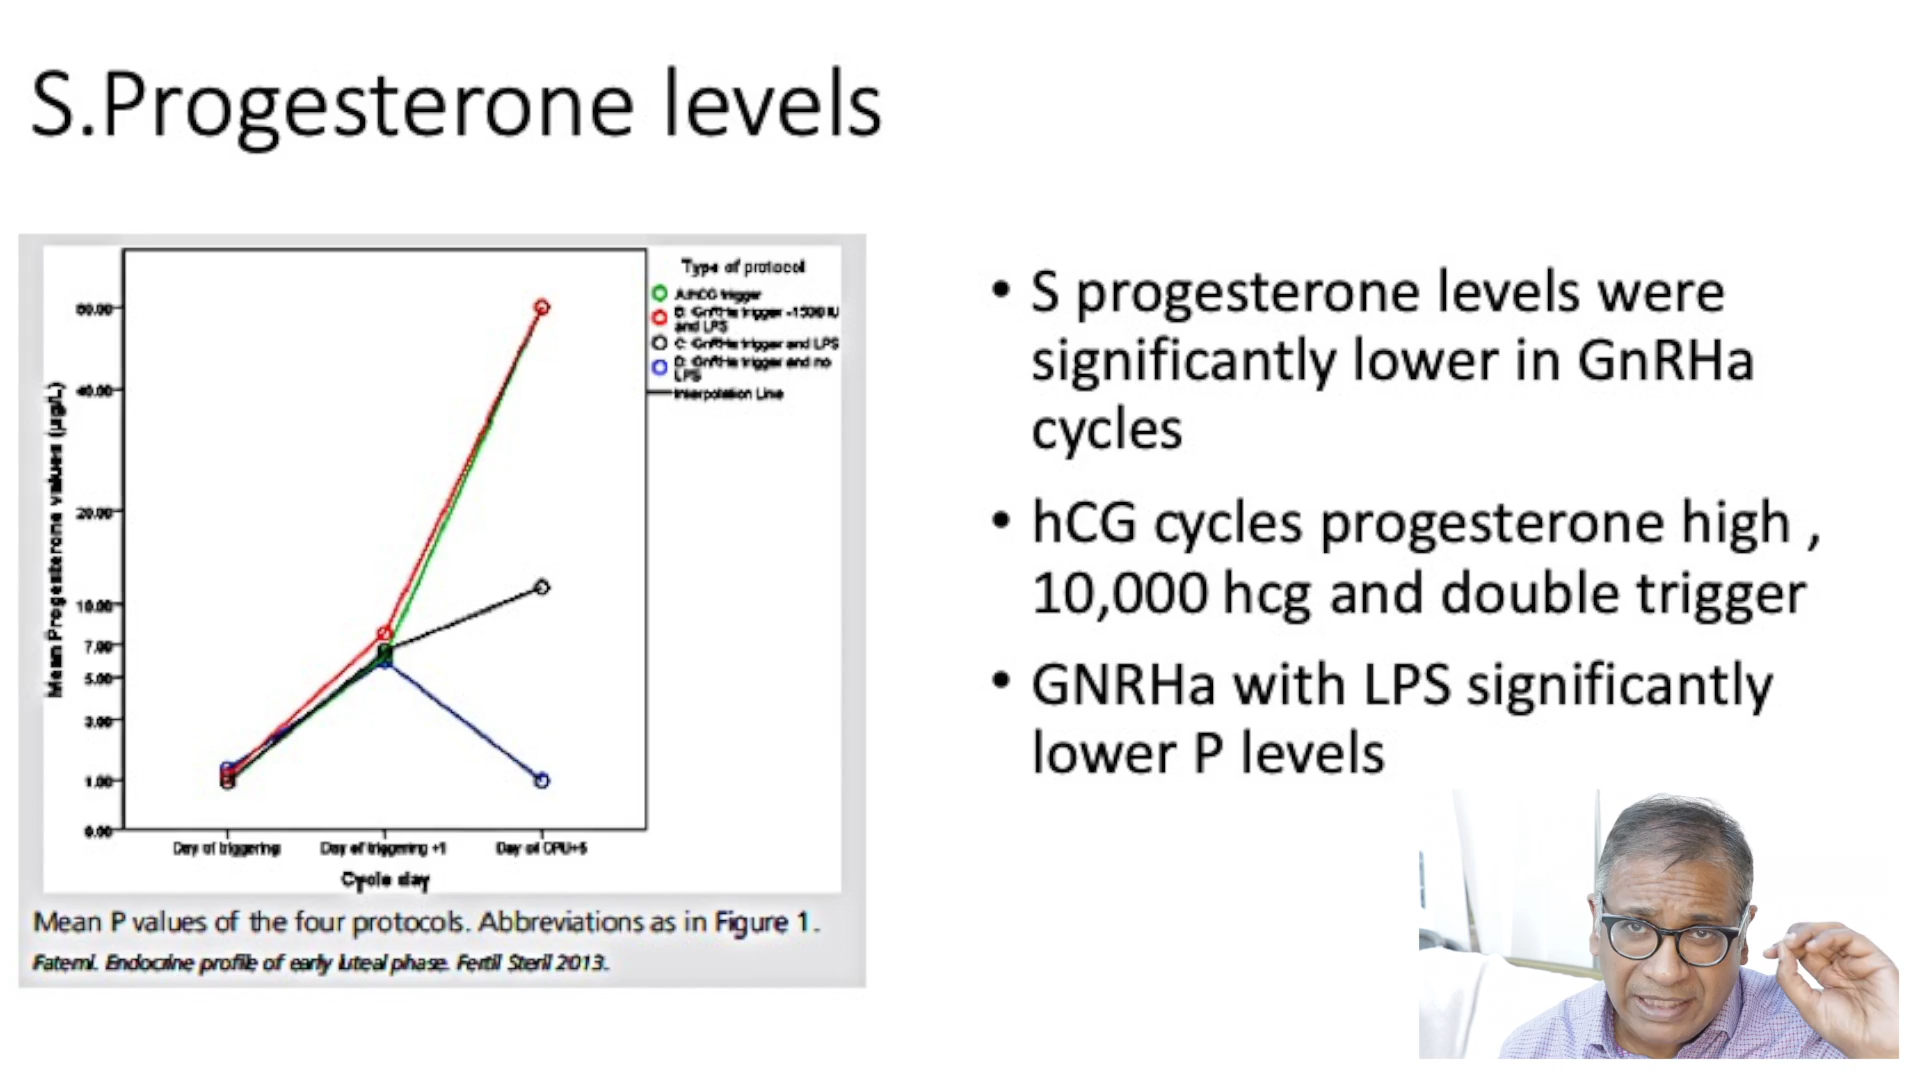 S.Progesterone levels
60.00
40.00
20.00
10.00
7.00
5.00
3.00
1.00
0.00
Mean Progesterone values (µg/L)
Day of triggering
Day of triggering +1
Day of OPU+5
Cycle day
Type of protocol
A:hCG trigger
B: GnRHa trigger -1500 IU
and LPS
C: GnRHa trigger and LPS
D: GnRHa trigger and no
LPS
Interpolation Line
Mean P values of the four protocols. Abbreviations as in Figure 1.
Fatemi. Endocrine profile of early luteal phase. Fertil Steril 2013.
• S progesterone levels were
significantly lower in GnRHa
cycles
• hCG cycles progesterone high ,
10,000 hcg and double trigger
• GNRHa with LPS significantly
lower P levels